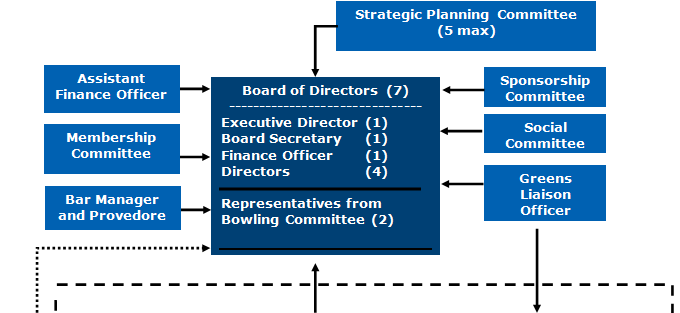 Strategic Planning Committee
(5 max)
Assistant
Finance Officer
Membership
Committee
Bar Manager
and Provedore
Board of Directors (7)
Executive Director (1)
Board Secretary (1)
Finance Officer (1)
Directors (4)
Representatives from
Bowling Committee (2)
Sponsorship
Committee
Social
Committee
Greens
Liaison
Officer